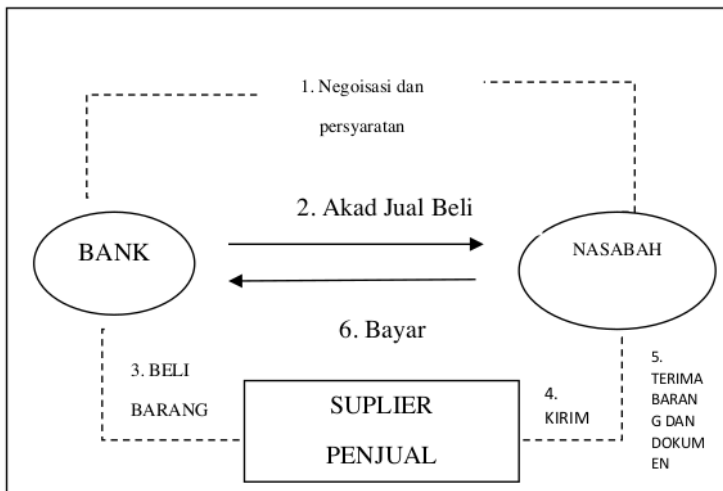 1. Negoisasi dan
persyaratan
2. Akad Jual Beli
BANK
NASABAH
6. Bayar
3. BELI
BARANG
SUPLIER
PENJUAL
4.
KIRIM
5.
TERIMA
BARAN
G DAN
DOKUM
EN